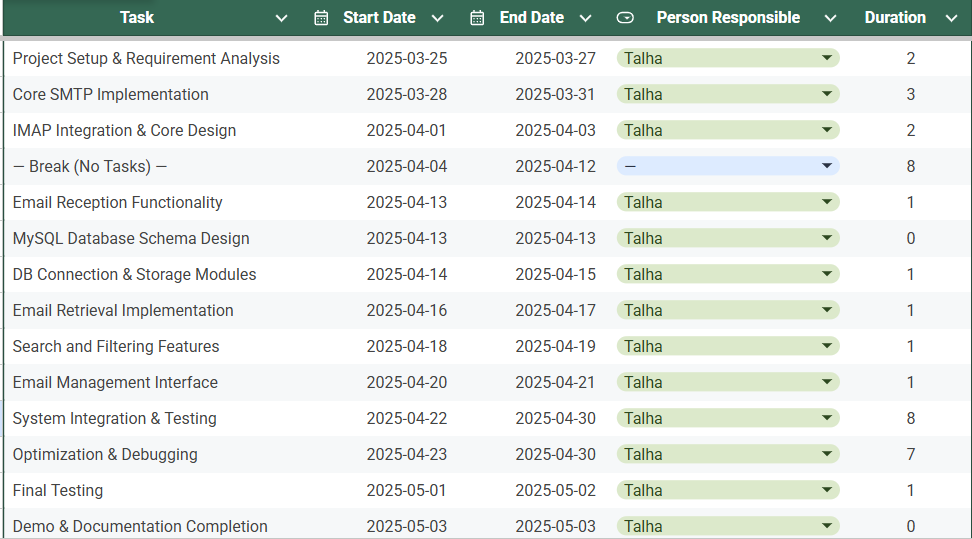 Task Start Date End Date Person Responsible Duration
Project Setup & Requirement Analysis 2025-03-25 2025-03-27 Talha 2
Core SMTP Implementation 2025-03-28 2025-03-31 Talha 3
IMAP Integration & Core Design 2025-04-01 2025-04-03 Talha 2
— Break (No Tasks) — 2025-04-04 2025-04-12 — 8
Email Reception Functionality 2025-04-13 2025-04-14 Talha 1
MySQL Database Schema Design 2025-04-13 2025-04-13 Talha 0
DB Connection & Storage Modules 2025-04-14 2025-04-15 Talha 1
Email Retrieval Implementation 2025-04-16 2025-04-17 Talha 1
Search and Filtering Features 2025-04-18 2025-04-19 Talha 1
Email Management Interface 2025-04-20 2025-04-21 Talha 1
System Integration & Testing 2025-04-22 2025-04-30 Talha 8
Optimization & Debugging 2025-04-23 2025-04-30 Talha 7
Final Testing 2025-05-01 2025-05-02 Talha 1
Demo & Documentation Completion 2025-05-03 2025-05-03 Talha 0